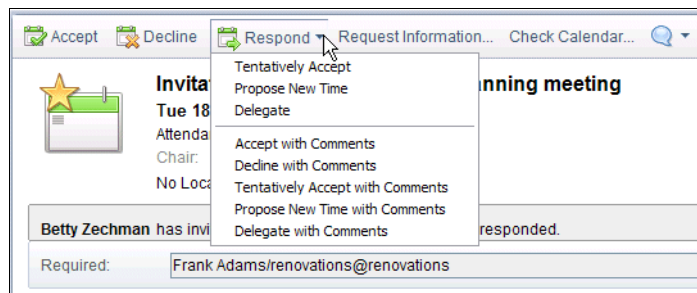 Accept Decline Respond Request Information... Check Calendar...
Tentatively Accept
Propose New Time
Delegate
Accept with Comments
Decline with Comments
Tentatively Accept with Comments
Propose New Time with Comments
Delegate with Comments
Invita nning meeting
Tue 18
Attenda
Chair:
No Loca
Betty Zechman has invi responded.
Required: Frank Adams/renovations@renovations